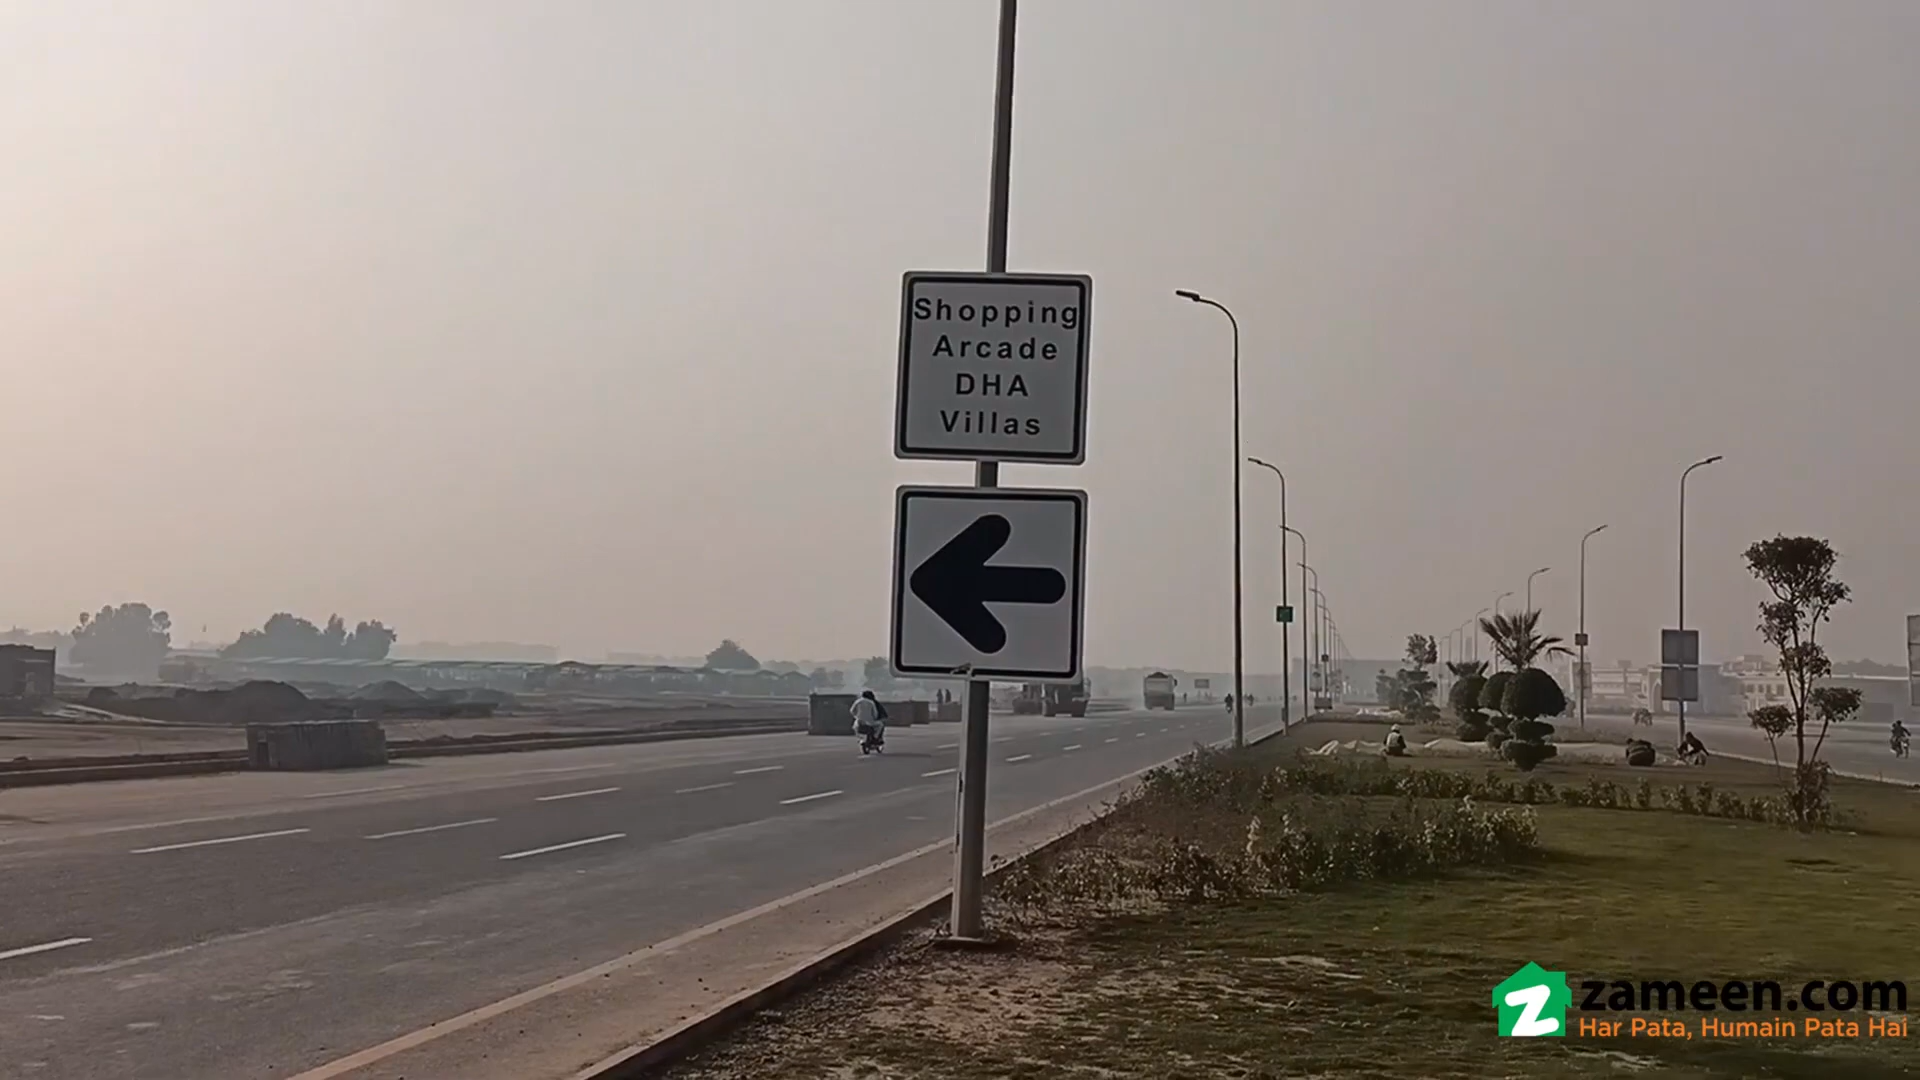 Shopping
Arcade
DHA
Villas
zameen.com
Har Pata, Humain Pata Hai